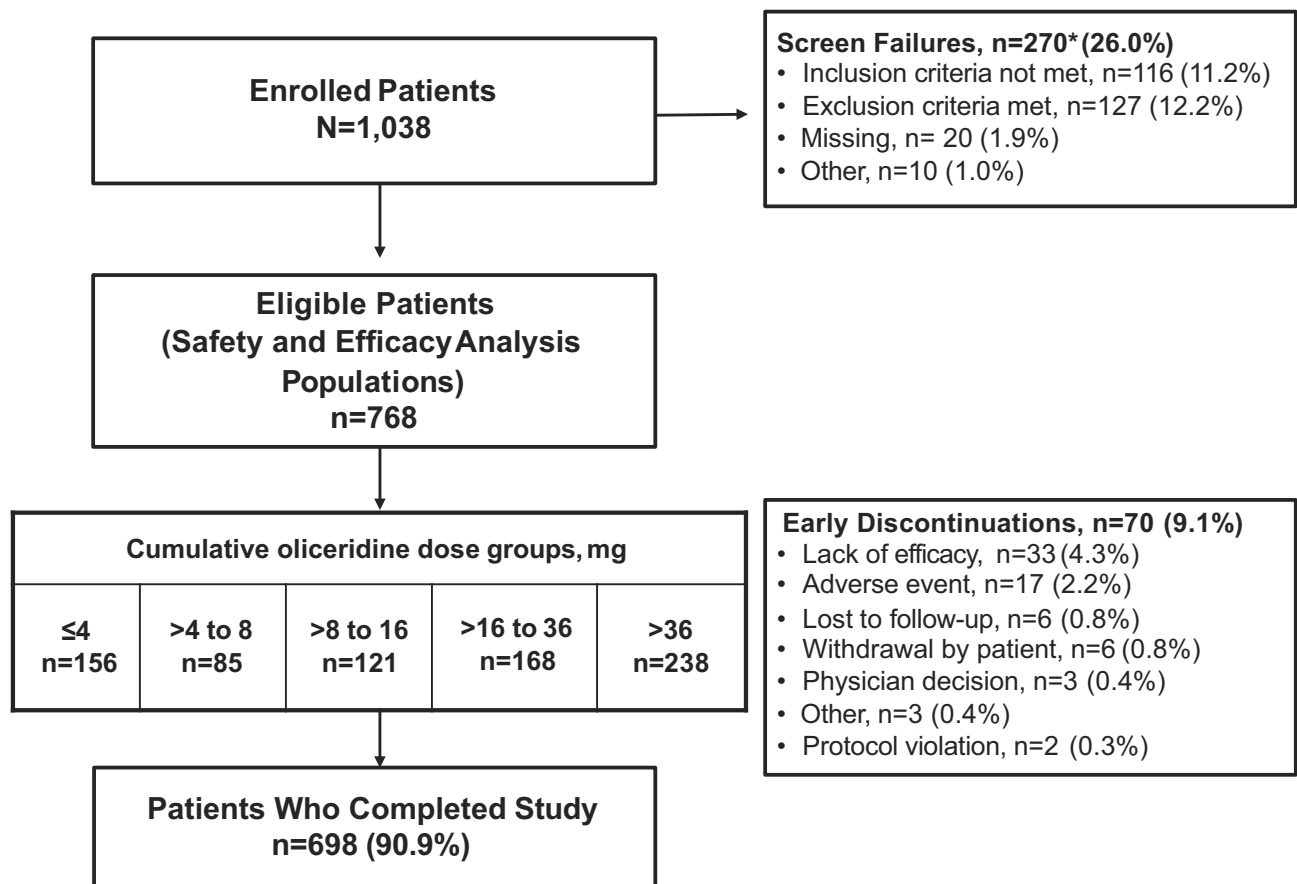 Enrolled Patients
N=1,038
Screen Failures, n=270* (26.0%)
• Inclusion criteria not met, n=116 (11.2%)
• Exclusion criteria met, n=127 (12.2%)
• Missing, n= 20 (1.9%)
• Other, n=10 (1.0%)
Eligible Patients
(Safety and Efficacy Analysis
Populations)
n=768
Cumulative oliceridine dose groups, mg
≤4
n=156
>4 to 8
n=85
>8 to 16
n=121
>16 to 36
n=168
>36
n=238
Early Discontinuations, n=70 (9.1%)
• Lack of efficacy, n=33 (4.3%)
• Adverse event, n=17 (2.2%)
• Lost to follow-up, n=6 (0.8%)
• Withdrawal by patient, n=6 (0.8%)
• Physician decision, n=3 (0.4%)
• Other, n=3 (0.4%)
• Protocol violation, n=2 (0.3%)
Patients Who Completed Study
n=698 (90.9%)